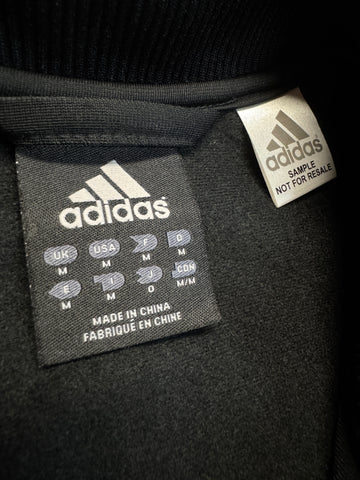 adidas
UK USA F D
M M M M
E I J CDN
M M O M/M
MADE IN CHINA
FABRIQUÉ EN CHINE
adidas
SAMPLE
NOT FOR RESALE